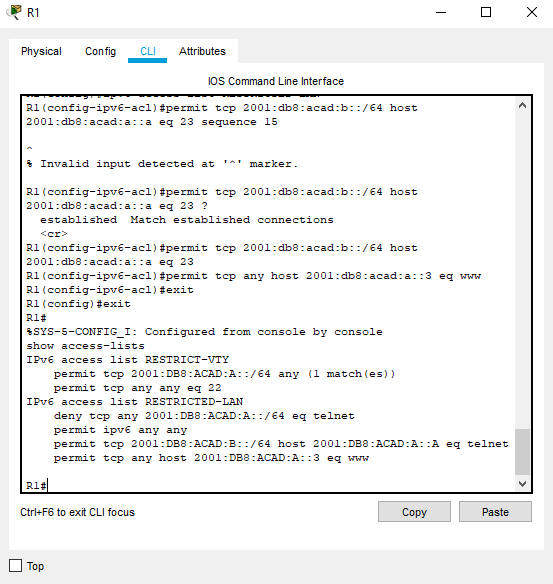 R1
Physical Config CLI Attributes
IOS Command Line Interface
R1(config-ipv6-acl)#permit tcp 2001:db8:acad:b::/64 host
2001:db8:acad:a::a eq 23 sequence 15
^
% Invalid input detected at '^' marker.
R1(config-ipv6-acl)#permit tcp 2001:db8:acad:b::/64 host
2001:db8:acad:a::a eq 23 ?
established Match established connections
<cr>
R1(config-ipv6-acl)#permit tcp 2001:db8:acad:b::/64 host
2001:db8:acad:a::a eq 23
R1(config-ipv6-acl)#permit tcp any host 2001:db8:acad:a::3 eq www
R1(config-ipv6-acl)#exit
R1(config)#exit
R1#
%SYS-5-CONFIG_I: Configured from console by console
show access-lists
IPv6 access list RESTRICT-VTY
permit tcp 2001:DB8:ACAD:A::/64 any (1 match(es))
permit tcp any any eq 22
IPv6 access list RESTRICTED-LAN
deny tcp any 2001:DB8:ACAD:A::/64 eq telnet
permit ipv6 any any
permit tcp 2001:DB8:ACAD:B::/64 host 2001:DB8:ACAD:A::A eq telnet
permit tcp any host 2001:DB8:ACAD:A::3 eq www
R1#
Ctrl+F6 to exit CLI focus
Copy Paste
Top